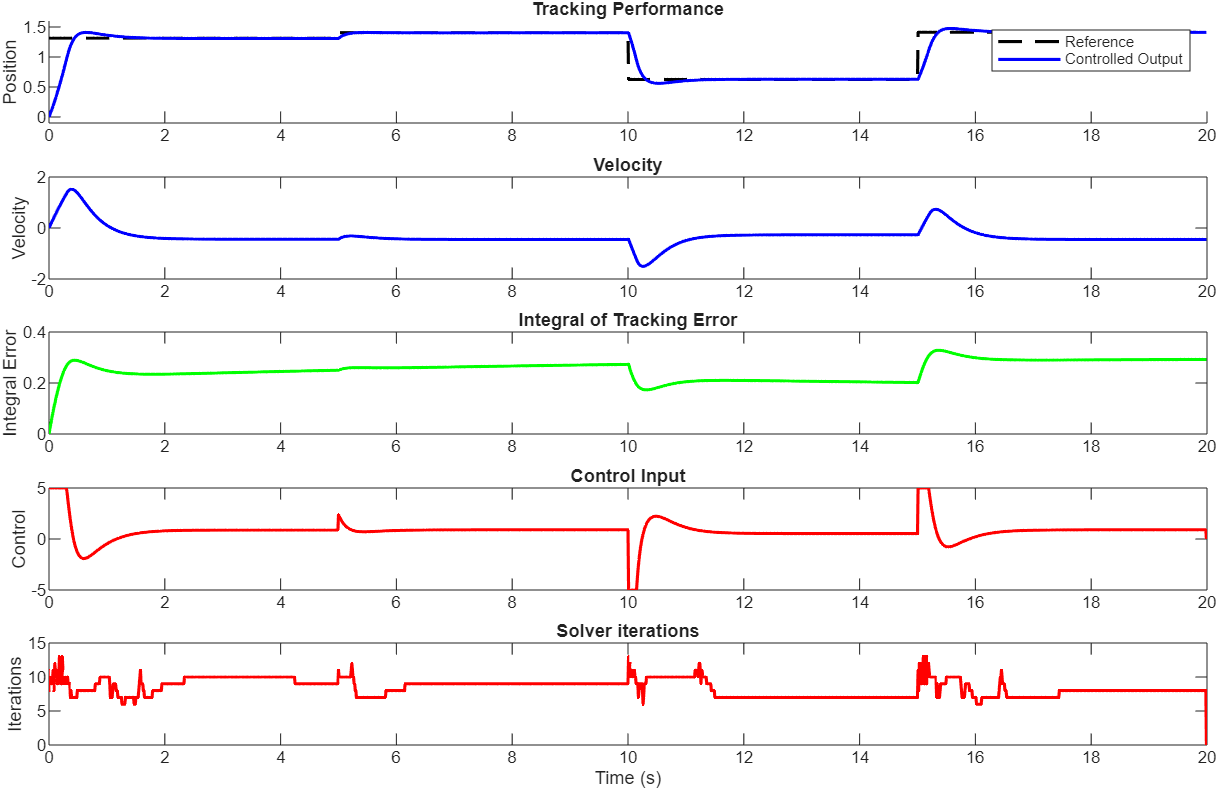 Tracking Performance
Position
1.5
1
0.5
0
Reference
Controlled Output
0 2 4 6 8 10 12 14 16 18 20
Velocity
Velocity
2
0
-2
0 2 4 6 8 10 12 14 16 18 20
Integral of Tracking Error
Integral Error
0.4
0.2
0
0 2 4 6 8 10 12 14 16 18 20
Control Input
Control
5
0
-5
0 2 4 6 8 10 12 14 16 18 20
Solver iterations
Iterations
15
10
5
0
0 2 4 6 8 10 12 14 16 18 20
Time (s)